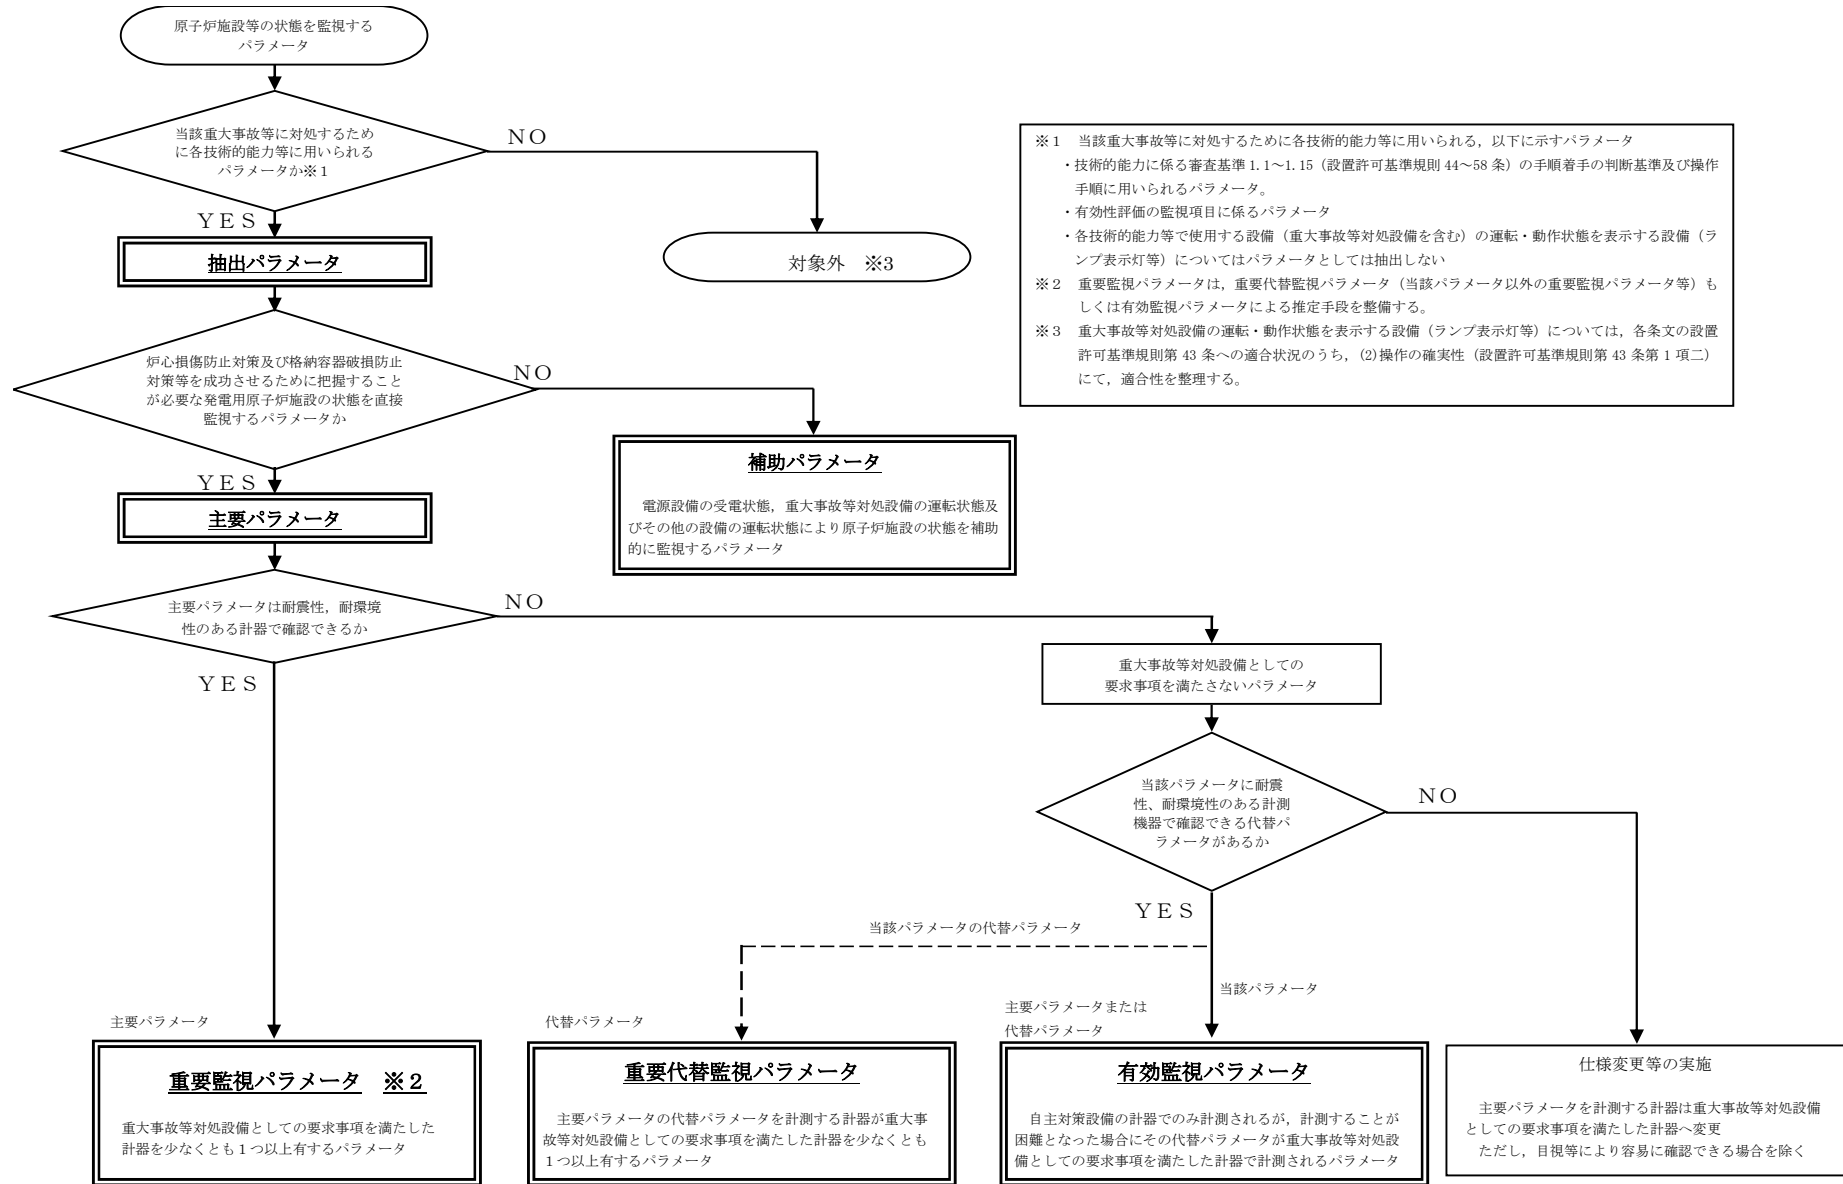 原子炉施設等の状態を監視する
パラメータ
当該重大事故等に対処するため
に各技術的能力等に用いられる
パラメータか※1
NO
YES
抽出パラメータ
対象外　※3
※１　当該重大事故等に対処するために各技術的能力等に用いられる，以下に示すパラメータ
・技術的能力に係る審査基準 1.1～1.15（設置許可基準規則 44～58 条）の手順着手の判断基準及び操作
手順に用いられるパラメータ。
・有効性評価の監視項目に係るパラメータ
・各技術的能力等で使用する設備（重大事故等対処設備を含む）の運転・動作状態を表示する設備（ラ
ンプ表示灯等）についてはパラメータとしては抽出しない
※２　重要監視パラメータは，重要代替監視パラメータ（当該パラメータ以外の重要監視パラメータ等）も
しくは有効監視パラメータによる推定手段を整備する。
※３　重大事故等対処設備の運転・動作状態を表示する設備（ランプ表示灯等）については，各条文の設置
許可基準規則第 43 条への適合状況のうち，(2)操作の確実性（設置許可基準規則第 43 条第 1 項二）
にて，適合性を整理する。
炉心損傷防止対策及び格納容器破損防止
対策等を成功させるために把握すること
が必要な発電用原子炉施設の状態を直接
監視するパラメータか
NO
YES
補助パラメータ
電源設備の受電状態，重大事故等対処設備の運転状態及
びその他の設備の運転状態により原子炉施設の状態を補助
的に監視するパラメータ
主要パラメータ
主要パラメータは耐震性，耐環境
性のある計器で確認できるか
NO
YES
重大事故等対処設備としての
要求事項を満たさないパラメータ
当該パラメータに耐震
性、耐環境性のある計測
機器で確認できる代替パ
ラメータがあるか
NO
YES
当該パラメータの代替パラメータ
当該パラメータ
主要パラメータ
代替パラメータ
主要パラメータまたは
代替パラメータ
重要監視パラメータ　※２
重大事故等対処設備としての要求事項を満たした
計器を少なくとも１つ以上有するパラメータ
重要代替監視パラメータ
主要パラメータの代替パラメータを計測する計器が重大事
故等対処設備としての要求事項を満たした計器を少なくとも
１つ以上有するパラメータ
有効監視パラメータ
自主対策設備の計器でのみ計測されるが，計測することが
困難となった場合にその代替パラメータが重大事故等対処設
備としての要求事項を満たした計器で計測されるパラメータ
仕様変更等の実施
主要パラメータを計測する計器は重大事故等対処設備
としての要求事項を満たした計器へ変更
ただし，目視等により容易に確認できる場合を除く